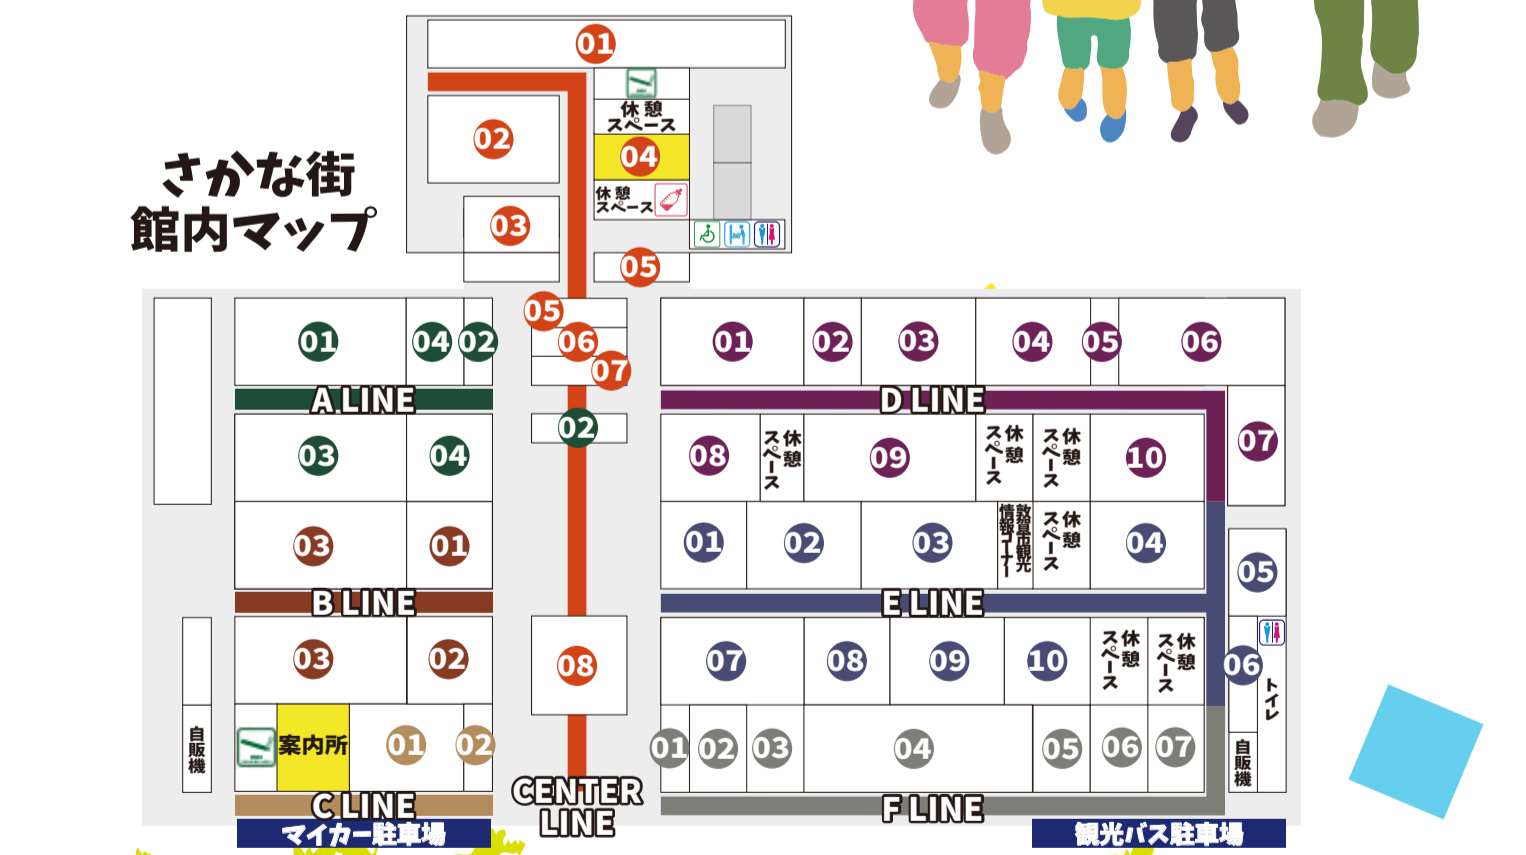 さかな街
館内マップ
01
休憩
スペース
02
04
休憩
スペース
03
05
01
04
02
05
06
07
01
02
03
04
05
06
A LINE
D LINE
03
04
02
08
休憩
スペース
09
休憩
スペース
休憩
スペース
10
07
03
01
01
02
03
敦賀市観光
情報コーナー
休憩
スペース
04
05
B LINE
E LINE
03
02
08
07
08
09
10
休憩
スペース
休憩
スペース
06
トイレ
自販機
案内所
01
02
01
02
03
04
05
06
07
自販機
C LINE
CENTER
LINE
F LINE
マイカー駐車場
観光バス駐車場